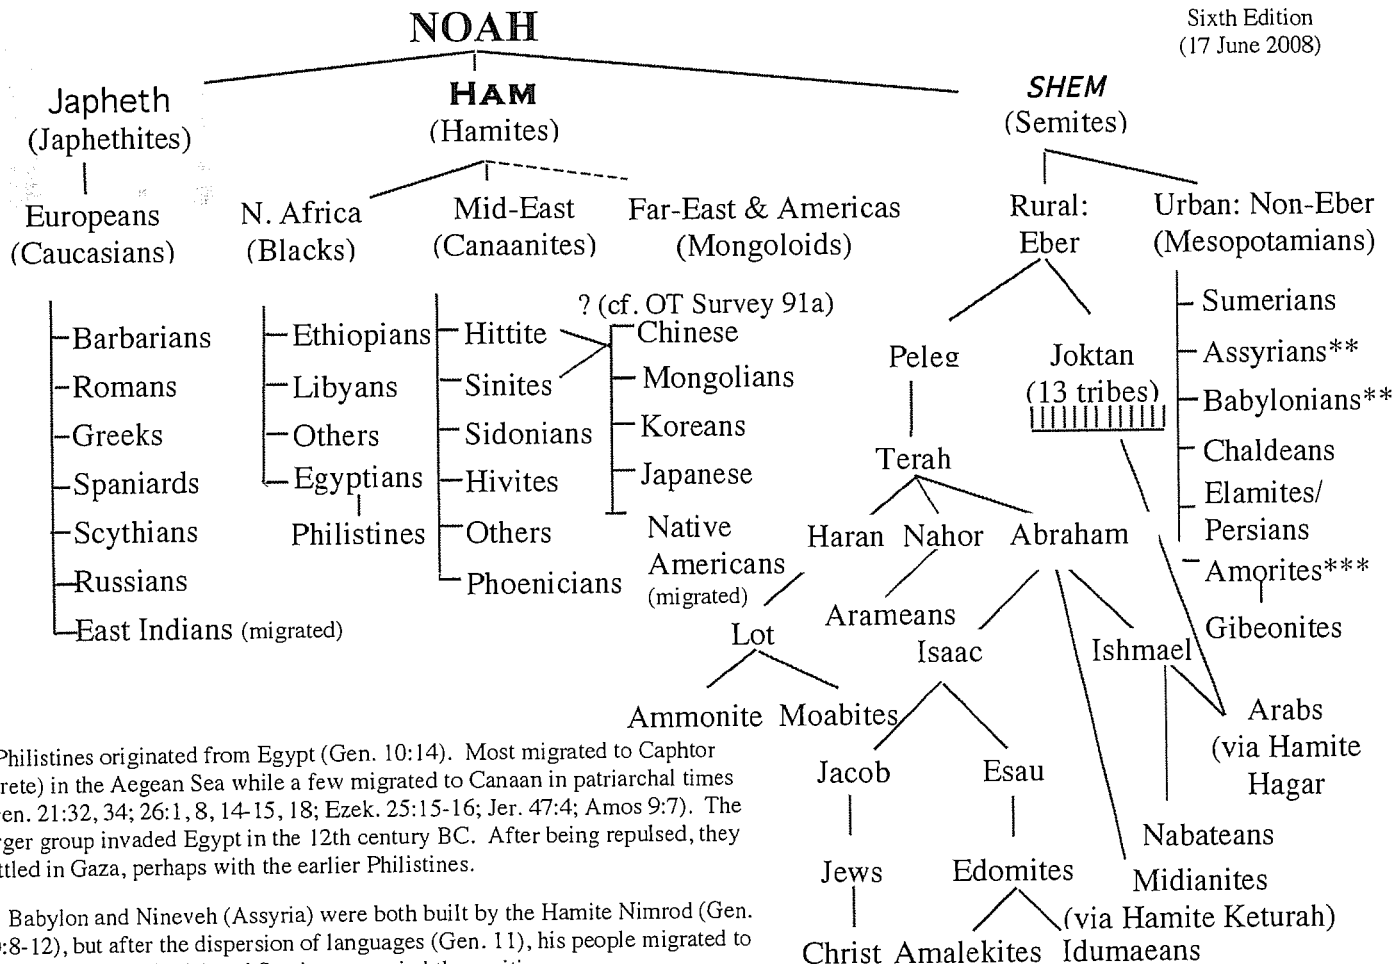 NOAH
Sixth Edition
(17 June 2008)
Japheth
(Japhethites)
HAM
(Hamites)
SHEM
(Semites)
Europeans
(Caucasians)
N. Africa
(Blacks)
Mid-East
(Canaanites)
Far-East & Americas
(Mongoloids)
Rural:
Eber
Urban: Non-Eber
(Mesopotamians)
Barbarians
Romans
Greeks
Spaniards
Scythians
Russians
East Indians (migrated)
Ethiopians
Libyans
Others
Egyptians
Philistines
Hittite
Sinites
Sidonians
Hivites
Others
Phoenicians
? (cf. OT Survey 91a)
Chinese
Mongolians
Koreans
Japanese
Native
Americans
(migrated)
Peleg
Joktan
(13 tribes)
Terah
Haran Nahor Abraham
Lot
Arameans
Isaac
Ishmael
Ammonite Moabites
Jacob
Esau
Jews
Edomites
Christ Amalekites Idumaeans
Sumerians
Assyrians**
Babylonians**
Chaldeans
Elamites/
Persians
Amorites***
Gibeonites
Arabs
(via Hamite
Hagar
Nabateans
Midianites
(via Hamite Keturah)
Philistines originated from Egypt (Gen. 10:14). Most migrated to Caphtor
rete) in the Aegean Sea while a few migrated to Canaan in patriarchal times
en. 21:32, 34; 26:1, 8, 14-15, 18; Ezek. 25:15-16; Jer. 47:4; Amos 9:7). The
rger group invaded Egypt in the 12th century BC. After being repulsed, they
ttled in Gaza, perhaps with the earlier Philistines.
Babylon and Nineveh (Assyria) were both built by the Hamite Nimrod (Gen.
:8-12), but after the dispersion of languages (Gen. 11), his people migrated to